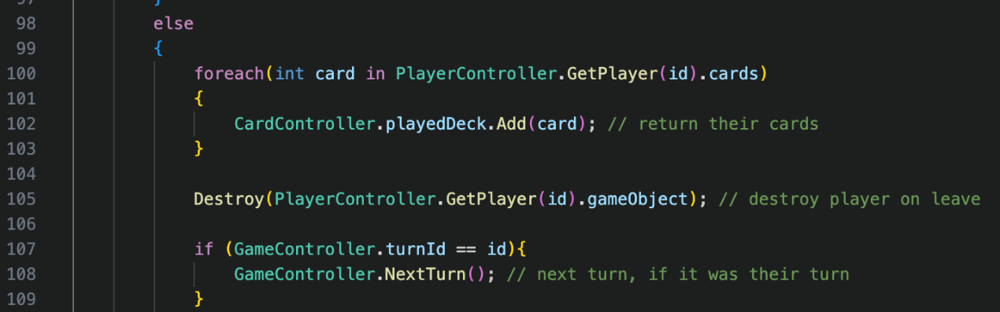 97 }
98 else
99 {
100 foreach(int card in PlayerController.GetPlayer(id).cards)
101 {
102 CardController.playedDeck.Add(card); // return their cards
103 }
104
105 Destroy(PlayerController.GetPlayer(id).gameObject); // destroy player on leave
106
107 if (GameController.turnId == id){
108 GameController.NextTurn(); // next turn, if it was their turn
109 }